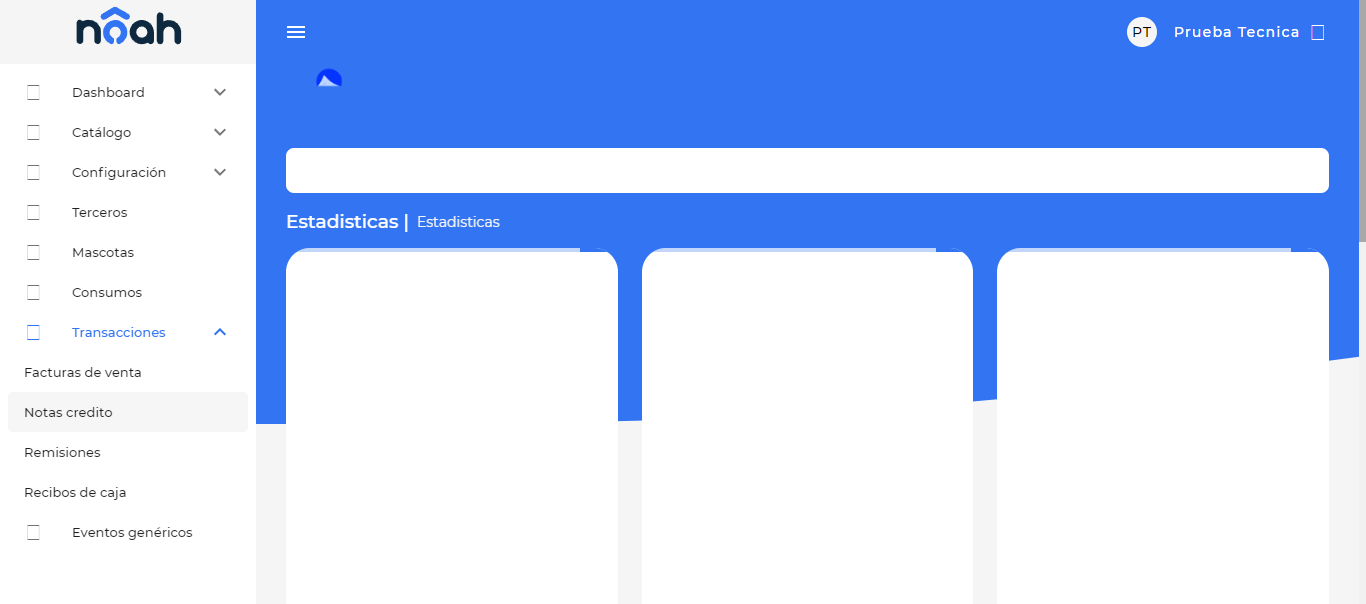 nôah
PT
Prueba Tecnica
Dashboard
Catálogo
Configuración
Terceros
Mascotas
Consumos
Transacciones
Facturas de venta
Notas credito
Remisiones
Recibos de caja
Eventos genéricos
Estadisticas | Estadisticas